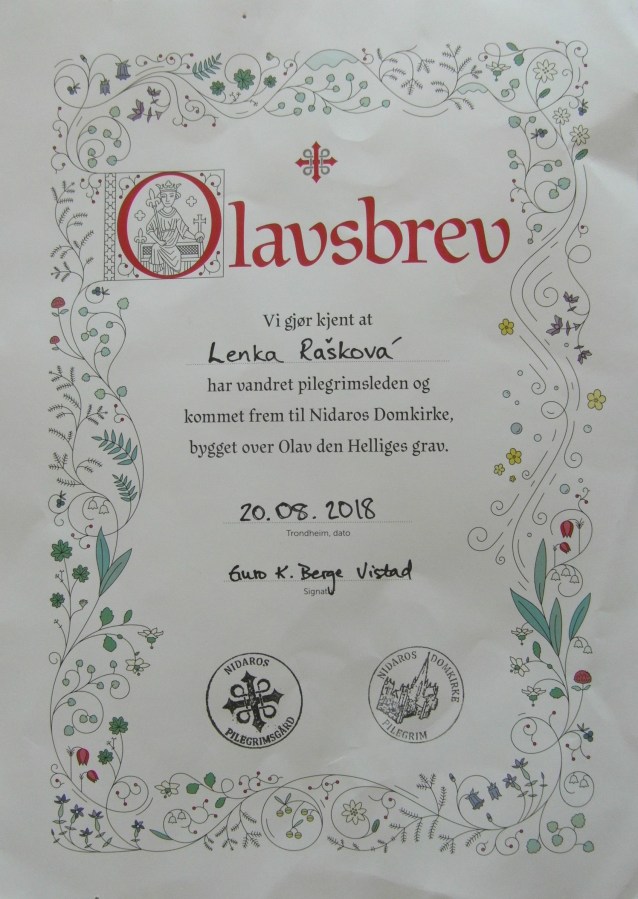 Olavsbrev
Vi gjør kjent at
Lenka Rašková
har vandret pilegrimsleden og
kommet frem til Nidaros Domkirke,
bygget over Olav den Helliges grav.
20.08.2018
Trondheim, dato
Guro K. Berge Vistad
Signatur
NIDAROS
PILEGRIMSGÅRD
NIDAROS DOMKIRKE
PILEGRIM